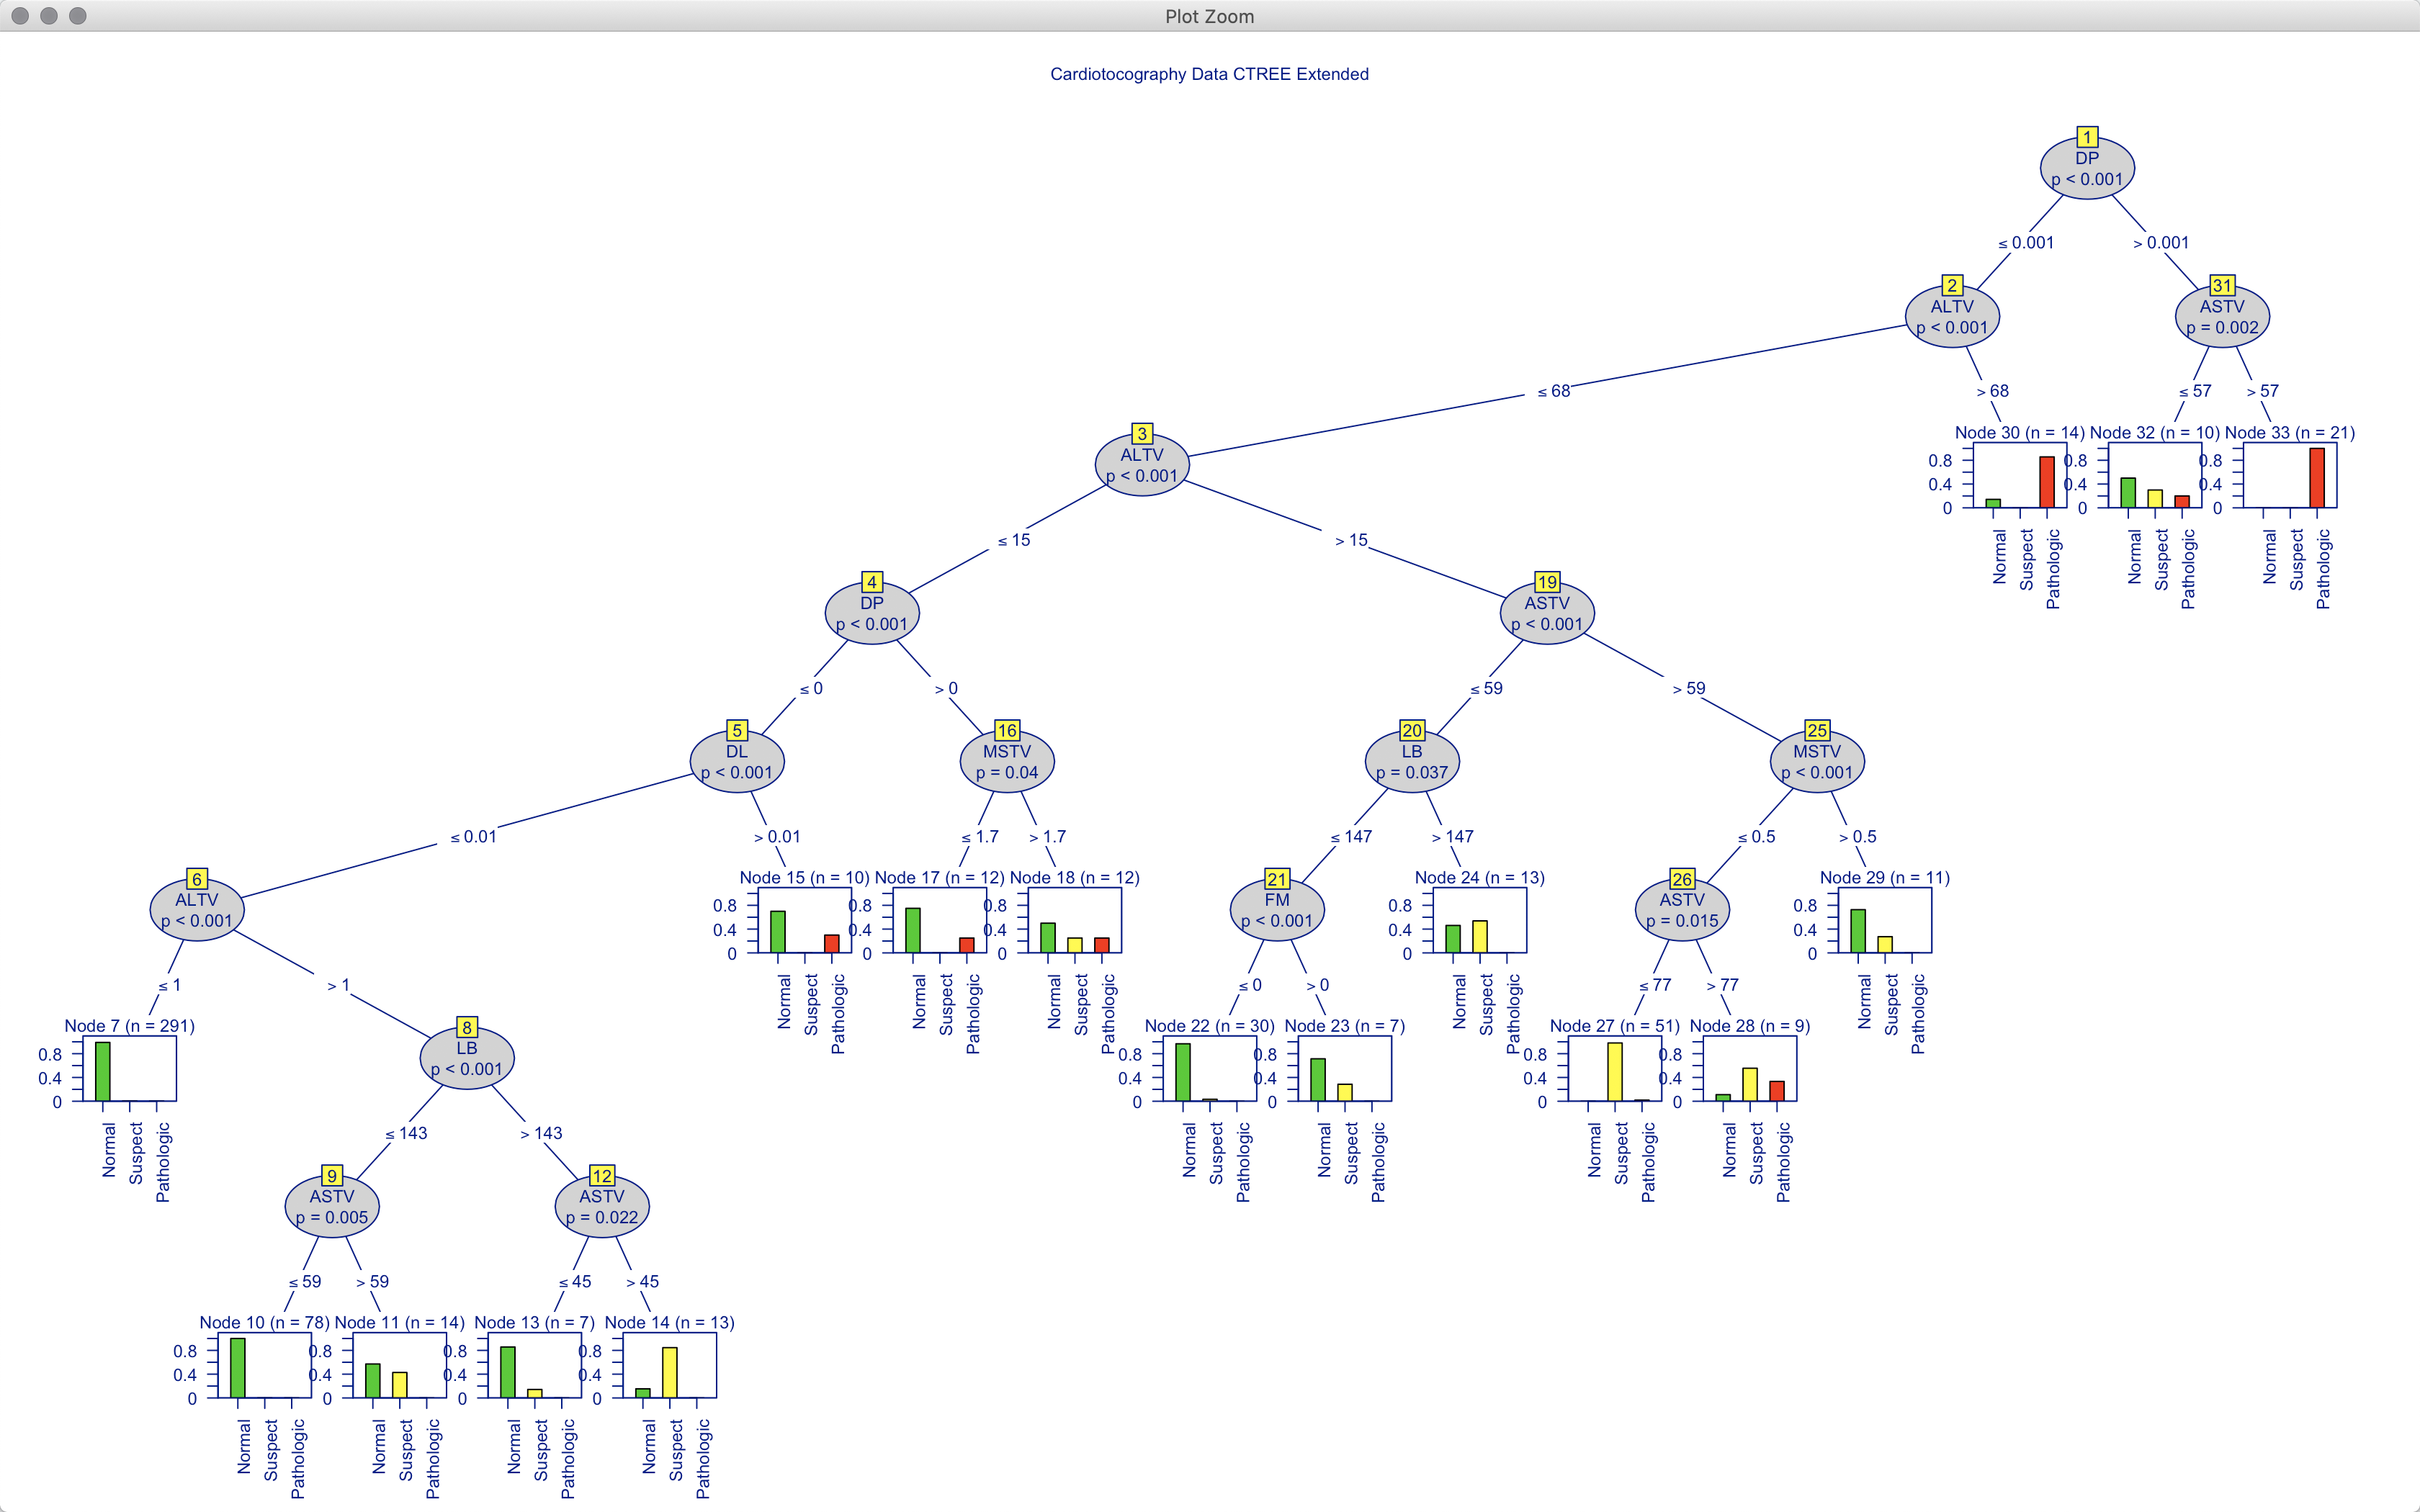 Plot Zoom
Cardiotocography Data CTREE Extended
1
DP
p < 0.001
≤ 0.001
> 0.001
2
ALTV
p < 0.001
31
ASTV
p = 0.002
≤ 68
> 68
≤ 57
> 57
3
ALTV
p < 0.001
Node 30 (n = 14)
0.8
0.4
0
Normal
Suspect
Pathologic
Node 32 (n = 10)
0.8
0.4
0
Normal
Suspect
Pathologic
Node 33 (n = 21)
0.8
0.4
0
Normal
Suspect
Pathologic
≤ 15
> 15
4
DP
p < 0.001
19
ASTV
p < 0.001
≤ 0
> 0
≤ 59
> 59
5
DL
p < 0.001
16
MSTV
p = 0.04
20
LB
p = 0.037
25
MSTV
p < 0.001
≤ 0.01
> 0.01
≤ 1.7
> 1.7
≤ 147
> 147
≤ 0.5
> 0.5
6
ALTV
p < 0.001
Node 15 (n = 10)
0.8
0.4
0
Normal
Suspect
Pathologic
Node 17 (n = 12)
0.8
0.4
0
Normal
Suspect
Pathologic
Node 18 (n = 12)
0.8
0.4
0
Normal
Suspect
Pathologic
21
FM
p < 0.001
Node 24 (n = 13)
0.8
0.4
0
Normal
Suspect
Pathologic
26
ASTV
p = 0.015
Node 29 (n = 11)
0.8
0.4
0
Normal
Suspect
Pathologic
≤ 1
> 1
≤ 0
> 0
≤ 77
> 77
Node 7 (n = 291)
0.8
0.4
0
Normal
Suspect
Pathologic
8
LB
p < 0.001
Node 22 (n = 30)
0.8
0.4
0
Normal
Suspect
Pathologic
Node 23 (n = 7)
0.8
0.4
0
Normal
Suspect
Pathologic
Node 27 (n = 51)
0.8
0.4
0
Normal
Suspect
Pathologic
Node 28 (n = 9)
0.8
0.4
0
Normal
Suspect
Pathologic
≤ 143
> 143
9
ASTV
p = 0.005
12
ASTV
p = 0.022
≤ 59
> 59
≤ 45
> 45
Node 10 (n = 78)
0.8
0.4
0
Normal
Suspect
Pathologic
Node 11 (n = 14)
0.8
0.4
0
Normal
Suspect
Pathologic
Node 13 (n = 7)
0.8
0.4
0
Normal
Suspect
Pathologic
Node 14 (n = 13)
0.8
0.4
0
Normal
Suspect
Pathologic